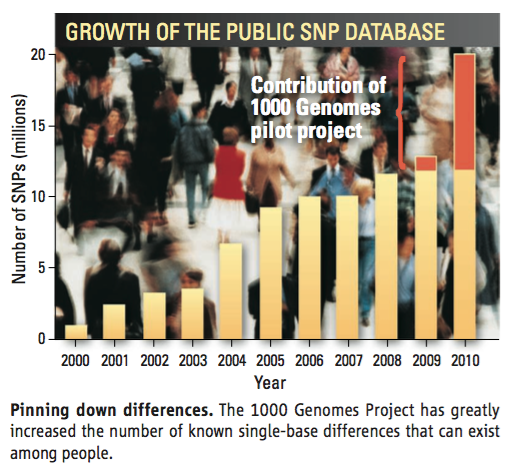 GROWTH OF THE PUBLIC SNP DATABASE
Contribution of
1000 Genomes
pilot project
Number of SNPs (millions)
20
15
10
5
0
2000 2001 2002 2003 2004 2005 2006 2007 2008 2009 2010
Year
Pinning down differences. The 1000 Genomes Project has greatly
increased the number of known single-base differences that can exist
among people.